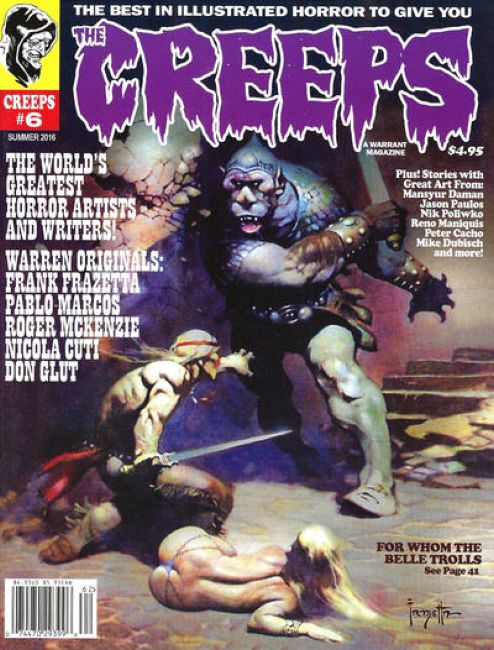 THE BEST IN ILLUSTRATED HORROR TO GIVE YOU
THE
CREEPS
CREEPS
#6
SUMMER 2016
A WARRANT
MAGAZINE
$4.95
THE WORLD'S
GREATEST
HORROR ARTISTS
AND WRITERS!
WARREN ORIGINALS:
FRANK FRAZETTA
PABLO MARCOS
ROGER MCKENZIE
NICOLA CUTI
DON GLUT
Plus! Stories with
Great Art From:
Mansyur Daman
Jason Paulos
Nik Poliwko
Reno Maniquis
Peter Cacho
Mike Dubisch
and more!
FOR WHOM THE
BELLE TROLLS
See Page 41
Frazetta
62